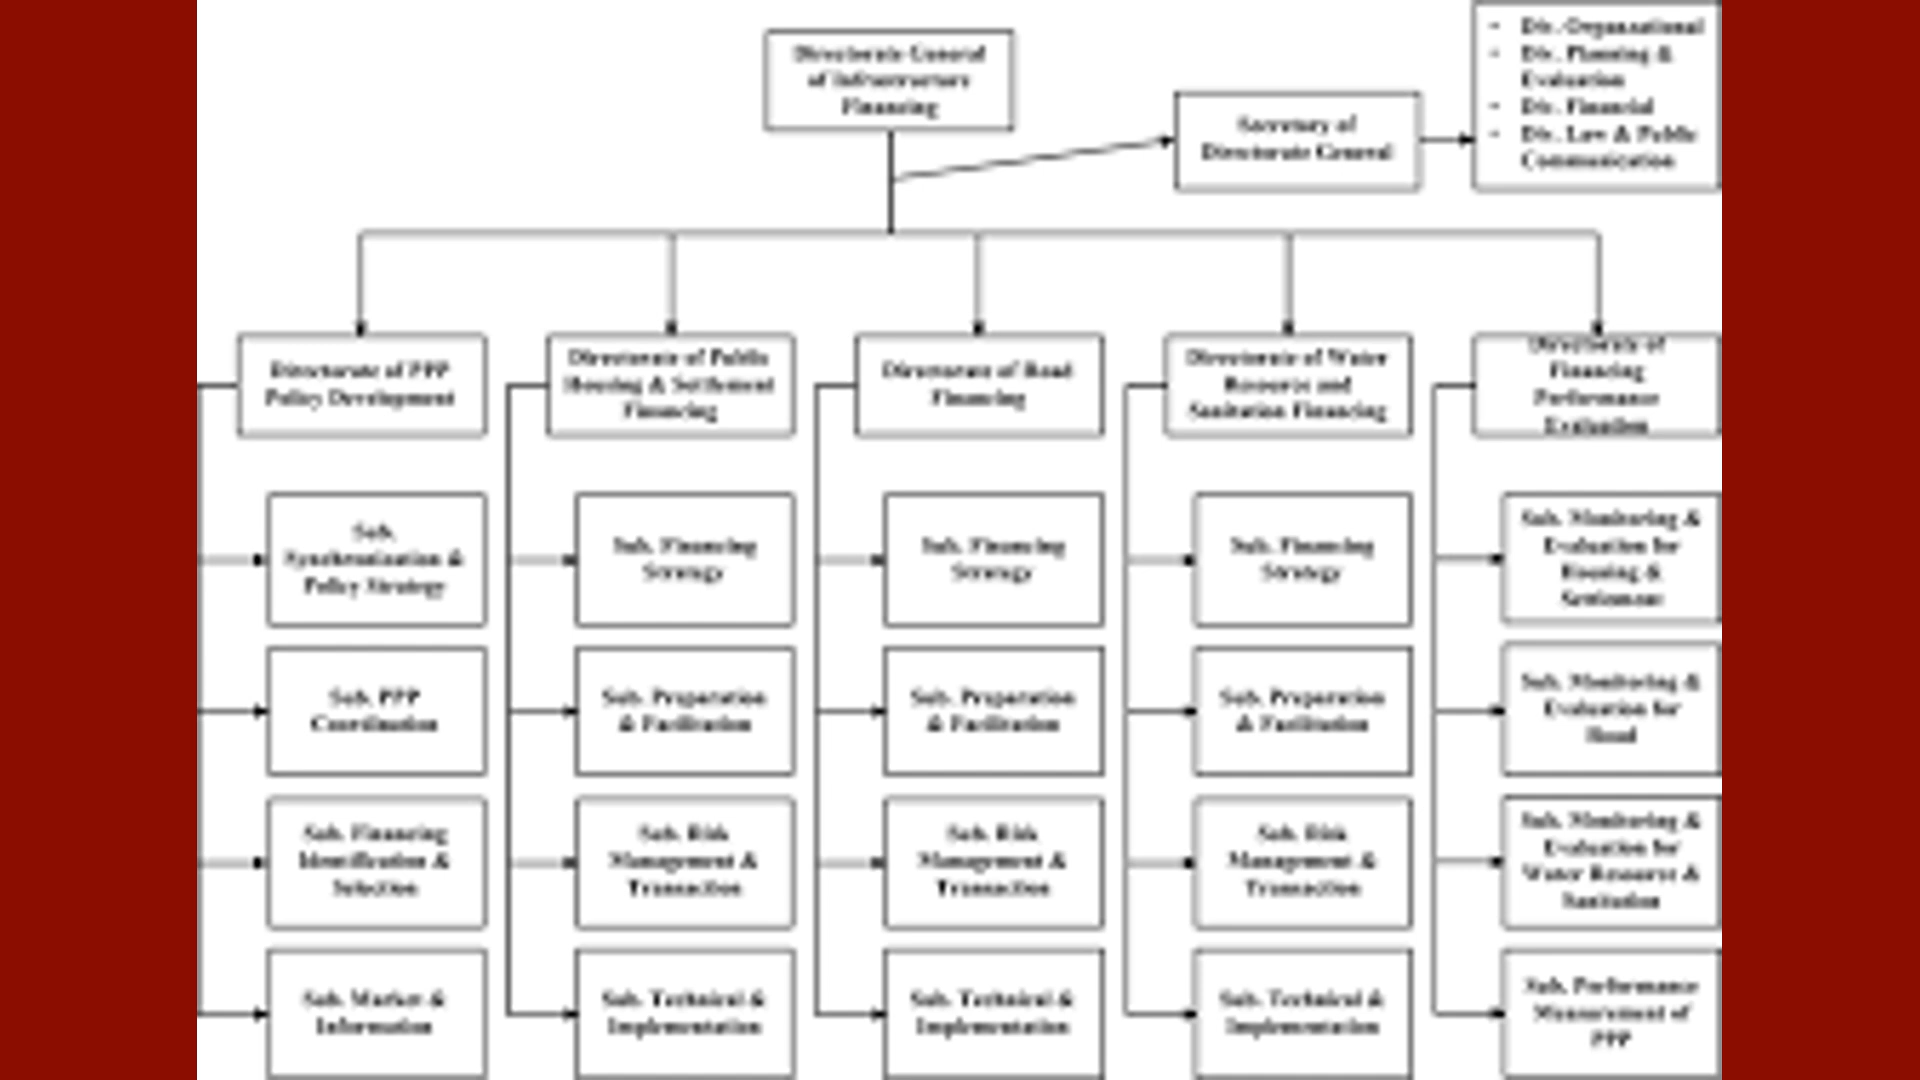 Directorate General
of Infrastructure
Financing
Secretary of
Directorate General
- Div. Organizational
- Div. Planning &
Evaluation
- Div. Financial
- Div. Law & Public
Communication
Directorate of PPP
Policy Development
Directorate of Public
Housing & Settlement
Financing
Directorate of Road
Financing
Directorate of Water
Resource and
Sanitation Financing
Directorate of
Financing
Performance
Evaluation
Sub.
Synchronization &
Policy Strategy
Sub. Financing
Strategy
Sub. Financing
Strategy
Sub. Financing
Strategy
Sub. Monitoring &
Evaluation for
Housing &
Settlement
Sub. PPP
Coordination
Sub. Preparation
& Facilitation
Sub. Preparation
& Facilitation
Sub. Preparation
& Facilitation
Sub. Monitoring &
Evaluation for
Road
Sub. Financing
Identification &
Selection
Sub. Risk
Management &
Transaction
Sub. Risk
Management &
Transaction
Sub. Risk
Management &
Transaction
Sub. Monitoring &
Evaluation for
Water Resource &
Sanitation
Sub. Market &
Information
Sub. Technical &
Implementation
Sub. Technical &
Implementation
Sub. Technical &
Implementation
Sub. Performance
Measurement of
PPP